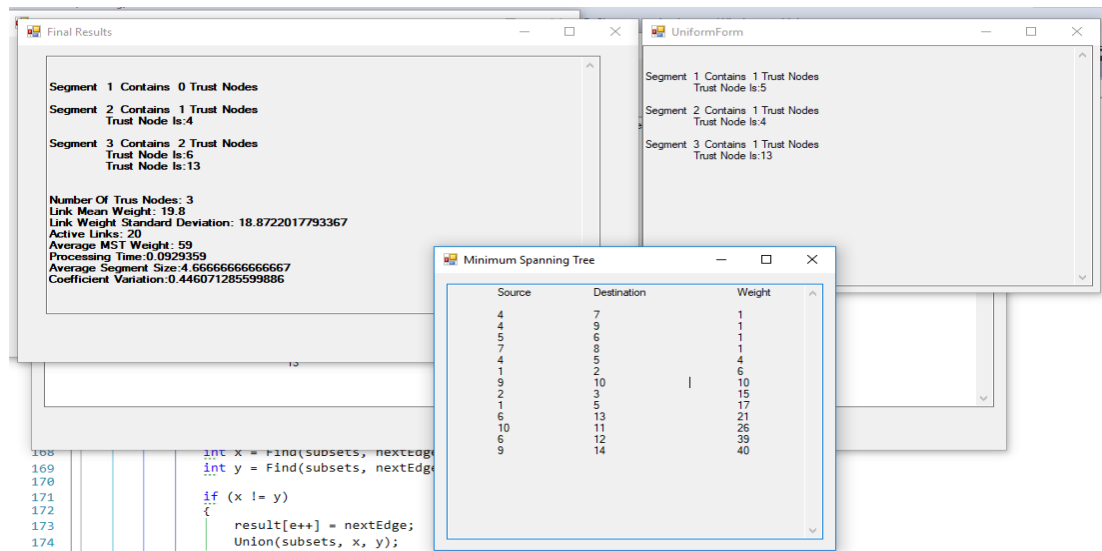 Final Results
Segment 1 Contains 0 Trust Nodes
Segment 2 Contains 1 Trust Nodes
Trust Node Is:4
Segment 3 Contains 2 Trust Nodes
Trust Node Is:6
Trust Node Is:13
Number Of Trus Nodes: 3
Link Mean Weight: 19.8
Link Weight Standard Deviation: 18.8722017793367
Active Links: 20
Average MST Weight: 59
Processing Time:0.0929359
Average Segment Size:4.66666666666667
Coefficient Variation:0.446071285599886
UniformForm
Segment 1 Contains 1 Trust Nodes
Trust Node Is:5
Segment 2 Contains 1 Trust Nodes
Trust Node Is:4
Segment 3 Contains 1 Trust Nodes
Trust Node Is:13
Minimum Spanning Tree
Source Destination Weight
4 7 1
4 9 1
5 6 1
7 8 1
4 5 4
1 2 6
9 10 10
2 3 15
1 5 17
6 13 21
10 11 26
6 12 39
9 14 40
13
168 int x = Find(subsets, nextEdge
169 int y = Find(subsets, nextEdge
170
171 if (x != y)
172 {
173 result[e++] = nextEdge;
174 Union(subsets, x, y);